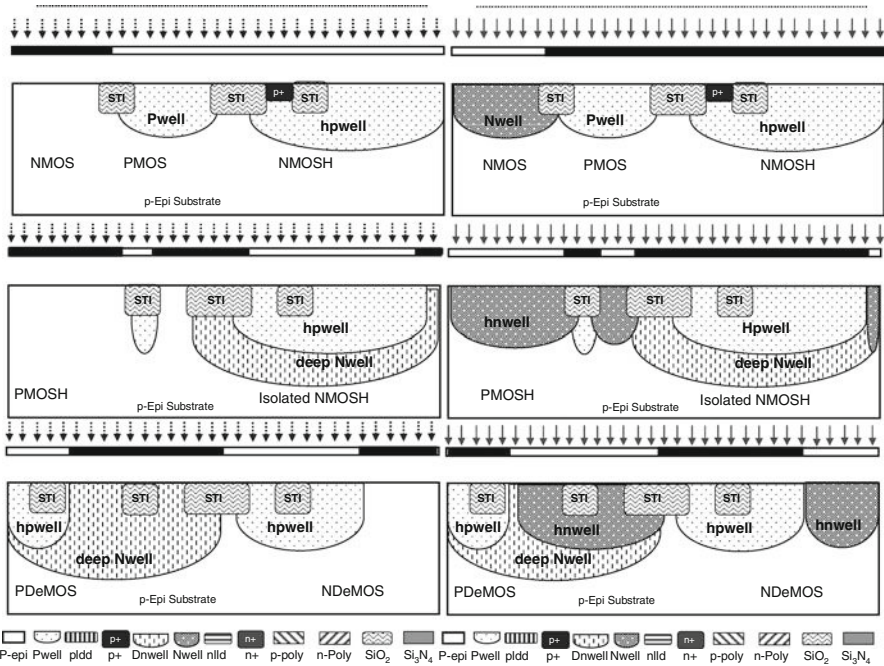 STI STI p+ STI
Pwell hpwell
NMOS PMOS NMOSH
p-Epi Substrate
STI STI p+ STI
Nwell Pwell hpwell
NMOS PMOS NMOSH
p-Epi Substrate
STI STI STI
hpwell
deep Nwell
PMOSH Isolated NMOSH
p-Epi Substrate
STI STI STI
hnwell Hpwell
deep Nwell
PMOSH Isolated NMOSH
p-Epi Substrate
STI STI STI STI
hpwell hpwell
deep Nwell
PDeMOS NDeMOS
p-Epi Substrate
STI STI STI STI
hpwell hnwell hpwell hnwell
deep Nwell
PDeMOS NDeMOS
p-Epi Substrate
p+ n+ p+ n+
P-epi Pwell pldd p+ Dnwell Nwell nlld n+ p-poly n-Poly SiO2 Si3N4 P-epi Pwell pldd p+ Dnwell Nwell nlld n+ p-poly n-Poly SiO2 Si3N4